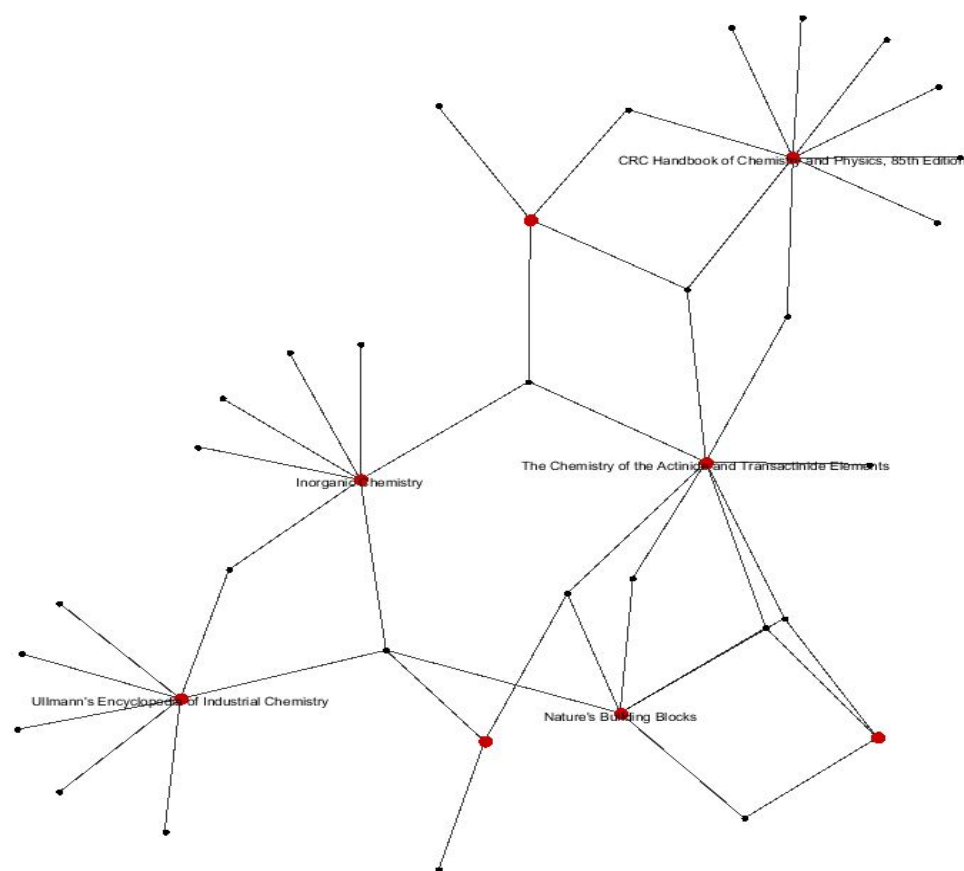 CRC Handbook of Chemistry and Physics, 85th Edition
The Chemistry of the Actinide and Transactinide Elements
Inorganic Chemistry
Ullmann's Encyclopedia of Industrial Chemistry
Nature's Building Blocks